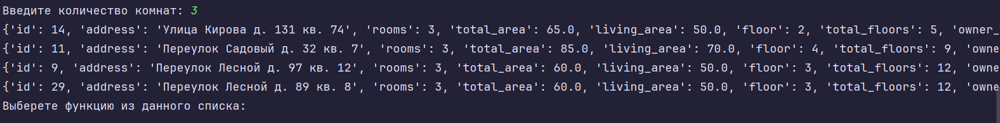 Введите количество комнат: 3
{'id': 14, 'address': 'Улица Кирова д. 131 кв. 74', 'rooms': 3, 'total_area': 65.0, 'living_area': 50.0, 'floor': 2, 'total_floors': 5, 'owner_
{'id': 11, 'address': 'Переулок Садовый д. 32 кв. 7', 'rooms': 3, 'total_area': 85.0, 'living_area': 70.0, 'floor': 4, 'total_floors': 9, 'owne
{'id': 9, 'address': 'Переулок Лесной д. 97 кв. 12', 'rooms': 3, 'total_area': 60.0, 'living_area': 50.0, 'floor': 3, 'total_floors': 12, 'owne
{'id': 29, 'address': 'Переулок Лесной д. 89 кв. 8', 'rooms': 3, 'total_area': 60.0, 'living_area': 50.0, 'floor': 3, 'total_floors': 12, 'owne
Выберете функцию из данного списка: